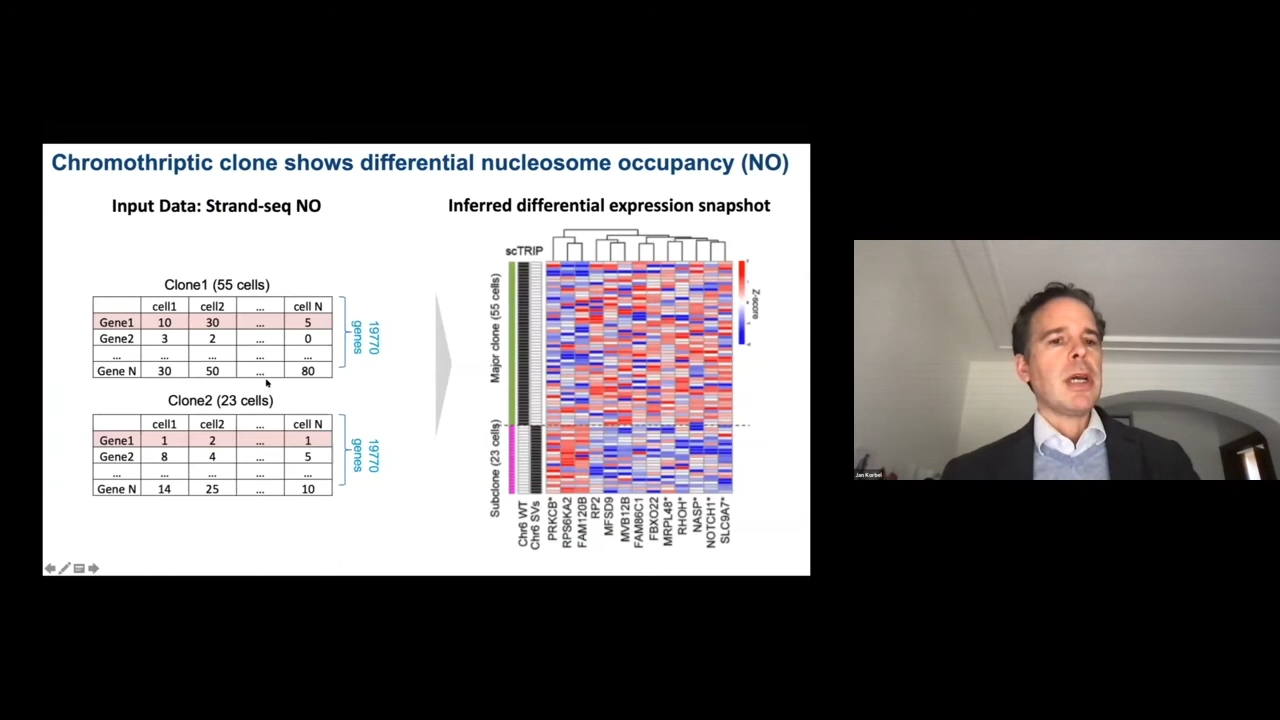 Chromothriptic clone shows differential nucleosome occupancy (NO)
Input Data: Strand-seq NO
Inferred differential expression snapshot
Clone1 (55 cells)
cell1 cell2 ... cell N
Gene1 10 30 ... 5
Gene2 3 2 ... 0
... ... ... ...
Gene N 30 50 ... 80
19770
genes
Clone2 (23 cells)
cell1 cell2 ... cell N
Gene1 1 2 ... 1
Gene2 8 4 ... 5
... ... ... ...
Gene N 14 25 ... 10
19770
genes
scTRIP
Major clone (55 cells)
Subclone (23 cells)
Z-score
Chr6 WT
Chr6 SVs
PRKCB*
RPS6KA2
FAM120B
RP2
MFSD9
MVB12B
FAM86C1
FBXO22
MRPL48*
RHOH*
NASP*
NOTCH1*
SLC9A7*
Jan Korbel